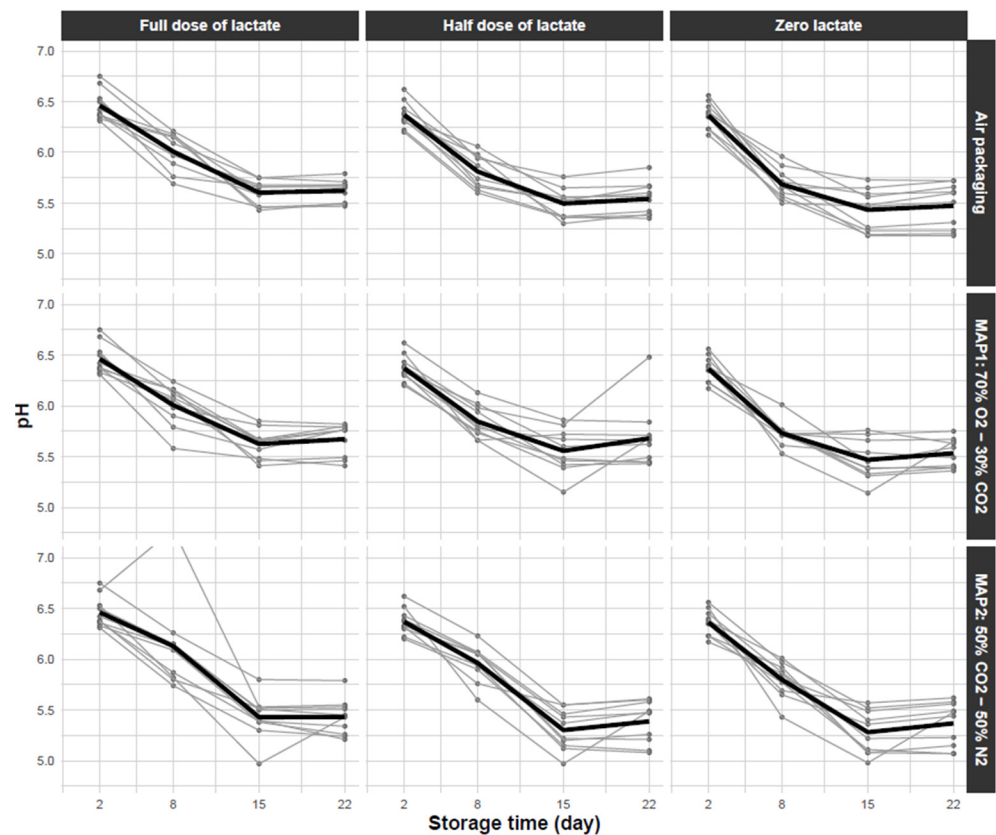 Full dose of lactate
Half dose of lactate
Zero lactate
7.0
6.5
6.0
5.5
5.0
Air packaging
7.0
6.5
6.0
5.5
5.0
MAP1: 70% O2 – 30% CO2
7.0
6.5
6.0
5.5
5.0
MAP2: 50% CO2 – 50% N2
pH
2 8 15 22
2 8 15 22
2 8 15 22
Storage time (day)